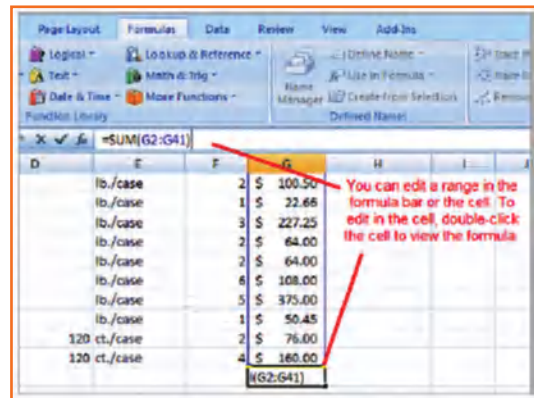 Page Layout Formulas Data Review View Add-Ins
Logical Lookup & Reference Define Name
Text Math & Trig Name Manager Use in Formula
Date & Time More Functions Create from Selection
Function Library Defined Names
=SUM(G2:G41)
D E F G H I
lb./case 2 $ 100.50
lb./case 1 $ 22.66
lb./case 3 $ 227.25
lb./case 2 $ 64.00
lb./case 2 $ 64.00
lb./case 6 $ 108.00
lb./case 5 $ 375.00
lb./case 1 $ 50.45
120 ct./case 2 $ 76.00
120 ct./case 4 $ 160.00
(G2:G41)
You can edit a range in the
formula bar or the cell. To
edit in the cell, double-click
the cell to view the formula